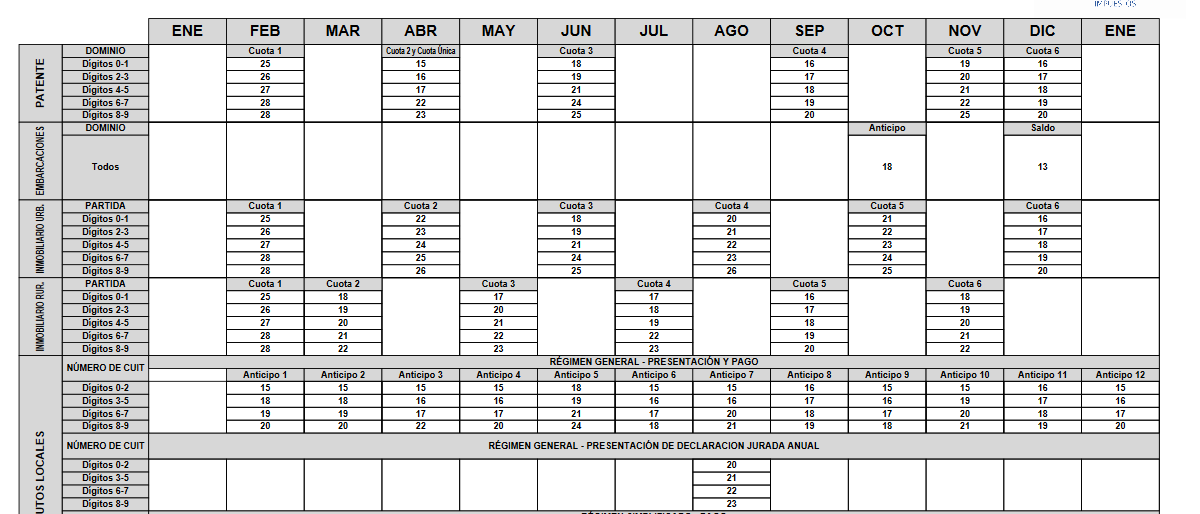 IMPUESTOS
ENE FEB MAR ABR MAY JUN JUL AGO SEP OCT NOV DIC ENE
PATENTE
DOMINIO Cuota 1 Cuota 2 y Cuota Única Cuota 3 Cuota 4 Cuota 5 Cuota 6
Dígitos 0-1 25 15 18 16 19 16
Dígitos 2-3 26 16 19 17 20 17
Dígitos 4-5 27 17 21 18 21 18
Dígitos 6-7 28 22 24 19 22 19
Dígitos 8-9 28 23 25 20 25 20
EMBARCACIONES
DOMINIO Anticipo Saldo
Todos 18 13
INMOBILIARIO URB.
PARTIDA Cuota 1 Cuota 2 Cuota 3 Cuota 4 Cuota 5 Cuota 6
Dígitos 0-1 25 22 18 20 21 16
Dígitos 2-3 26 23 19 21 22 17
Dígitos 4-5 27 24 21 22 23 18
Dígitos 6-7 28 25 24 23 24 19
Dígitos 8-9 28 26 25 26 25 20
INMOBILIARIO RUR.
PARTIDA Cuota 1 Cuota 2 Cuota 3 Cuota 4 Cuota 5 Cuota 6
Dígitos 0-1 25 18 17 17 16 18
Dígitos 2-3 26 19 20 18 17 19
Dígitos 4-5 27 20 21 19 18 20
Dígitos 6-7 28 21 22 22 19 21
Dígitos 8-9 28 22 23 23 20 22
UTOS LOCALES
NÚMERO DE CUIT RÉGIMEN GENERAL - PRESENTACIÓN Y PAGO
Anticipo 1 Anticipo 2 Anticipo 3 Anticipo 4 Anticipo 5 Anticipo 6 Anticipo 7 Anticipo 8 Anticipo 9 Anticipo 10 Anticipo 11 Anticipo 12
Dígitos 0-2 15 15 15 15 18 15 15 16 15 15 16 15
Dígitos 3-5 18 18 16 16 19 16 16 17 16 19 17 16
Dígitos 6-7 19 19 17 17 21 17 20 18 17 20 18 17
Dígitos 8-9 20 20 22 20 24 18 21 19 18 21 19 20
NÚMERO DE CUIT RÉGIMEN GENERAL - PRESENTACIÓN DE DECLARACION JURADA ANUAL
Dígitos 0-2 20
Dígitos 3-5 21
Dígitos 6-7 22
Dígitos 8-9 23